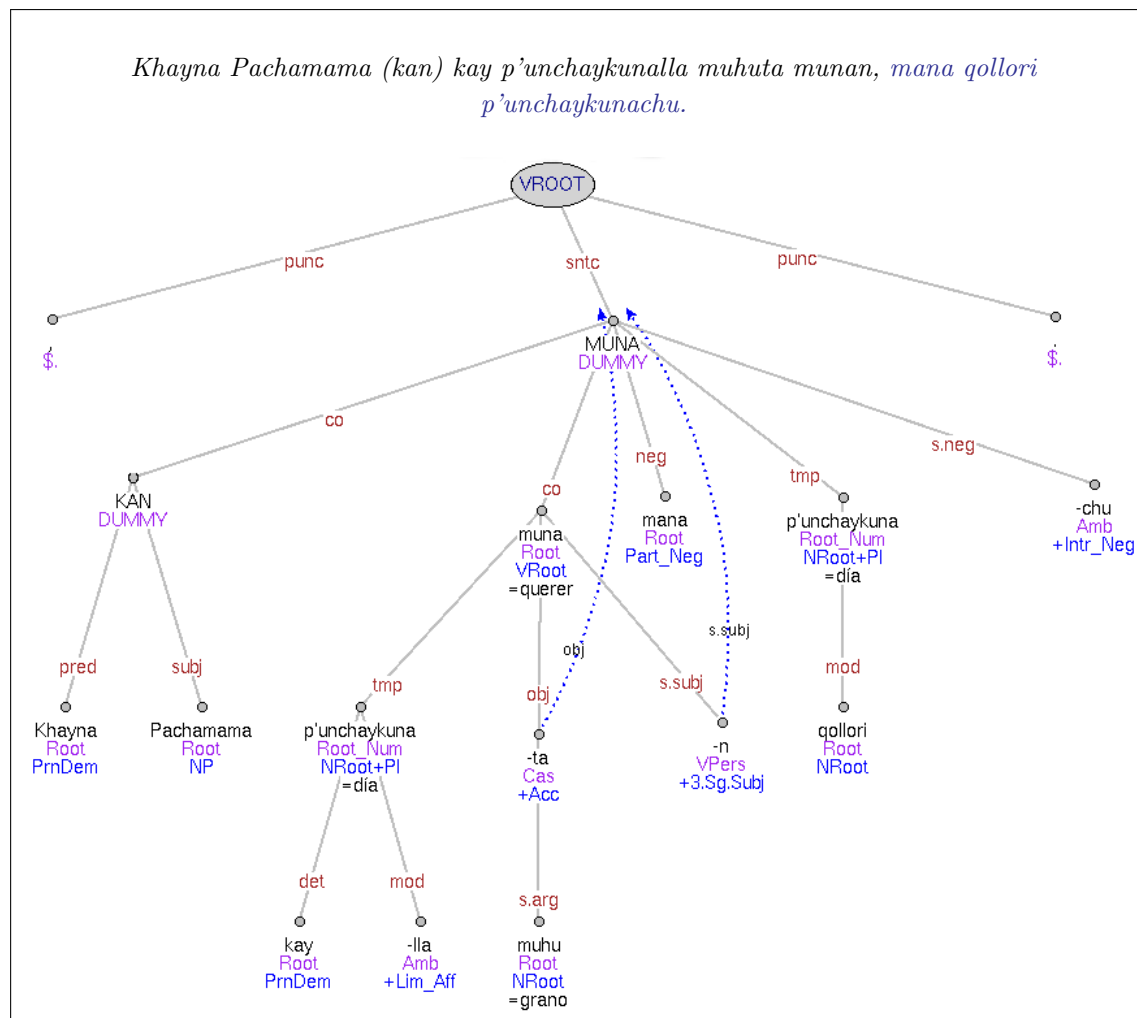 Khayna Pachamama (kan) kay p'unchaykunalla muhuta munan, mana qollori
p'unchaykunachu.
VROOT
punc
sntc
punc
,
$.
MUNA
DUMMY
.
$.
co
co
neg
tmp
s.neg
KAN
DUMMY
muna
Root
VRoot
=querer
mana
Root
Part_Neg
p'unchaykuna
Root_Num
NRoot+Pl
=día
-chu
Amb
+Intr_Neg
pred
subj
tmp
obj
obj
s.subj
s.subj
mod
Khayna
Root
PrnDem
Pachamama
Root
NP
p'unchaykuna
Root_Num
NRoot+Pl
=día
-ta
Cas
+Acc
-n
VPers
+3.Sg.Subj
qollori
Root
NRoot
det
mod
s.arg
kay
Root
PrnDem
-lla
Amb
+Lim_Aff
muhu
Root
NRoot
=grano